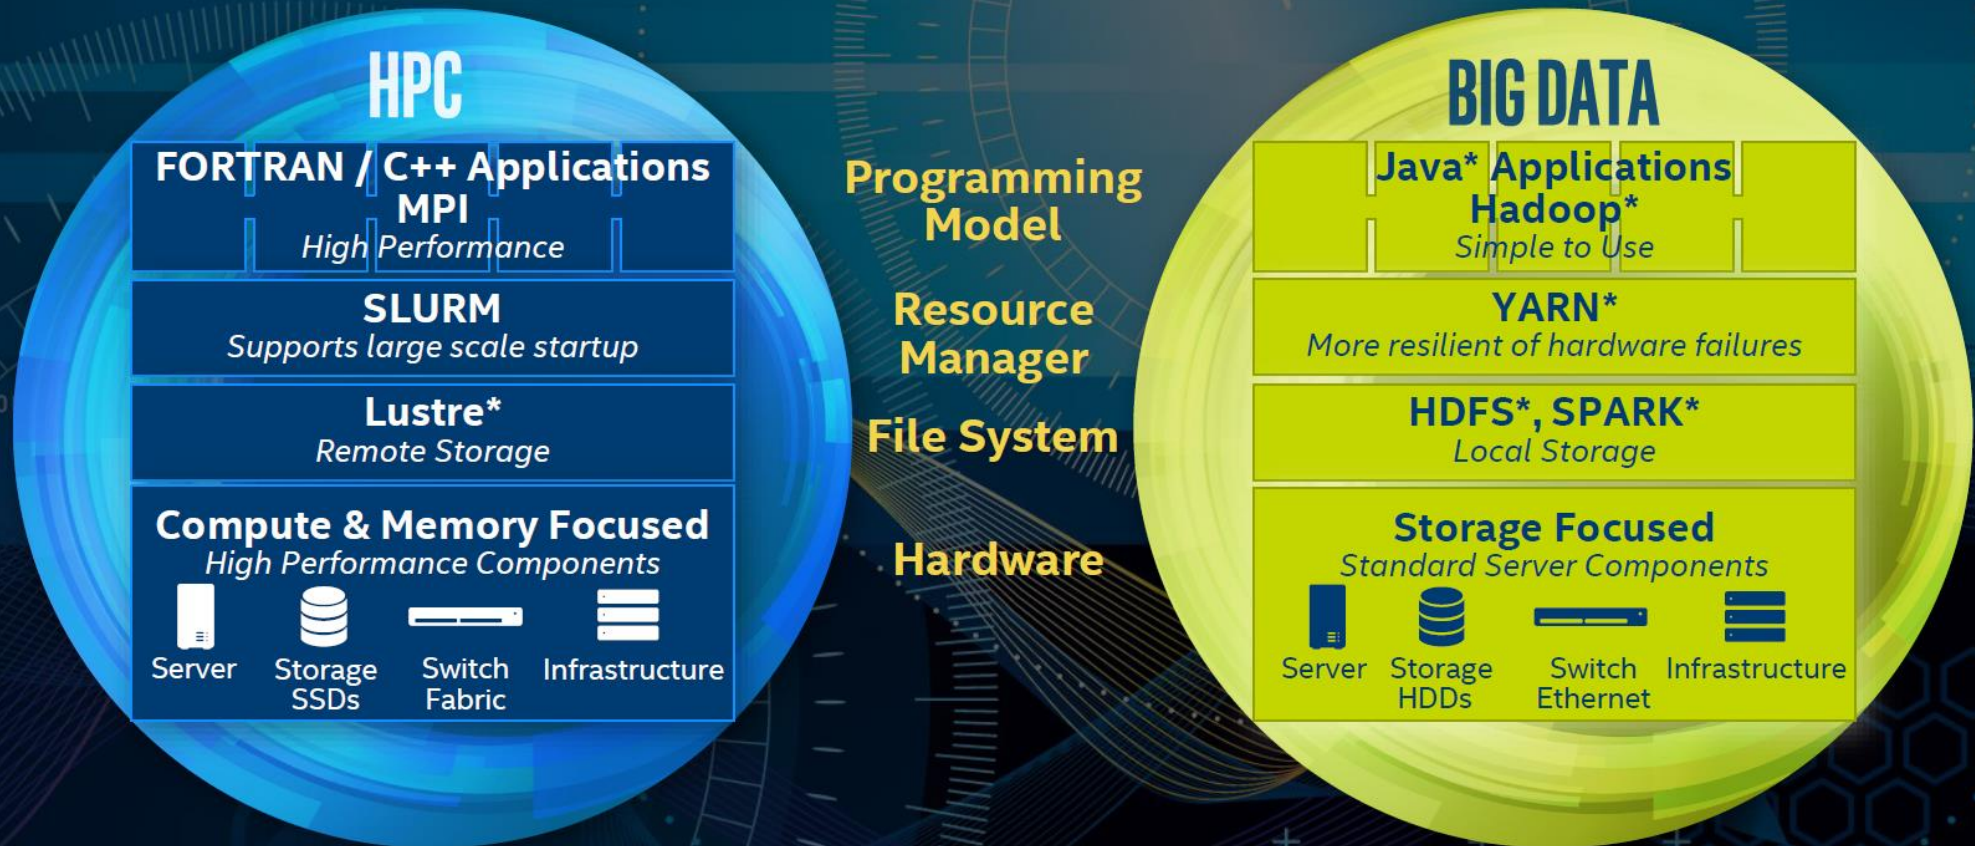 HPC
FORTRAN / C++ Applications
MPI
High Performance
SLURM
Supports large scale startup
Lustre*
Remote Storage
Compute & Memory Focused
High Performance Components
Server
Storage
SSDs
Switch
Fabric
Infrastructure
Programming
Model
Resource
Manager
File System
Hardware
BIG DATA
Java* Applications
Hadoop*
Simple to Use
YARN*
More resilient of hardware failures
HDFS*, SPARK*
Local Storage
Storage Focused
Standard Server Components
Server
Storage
HDDs
Switch
Ethernet
Infrastructure